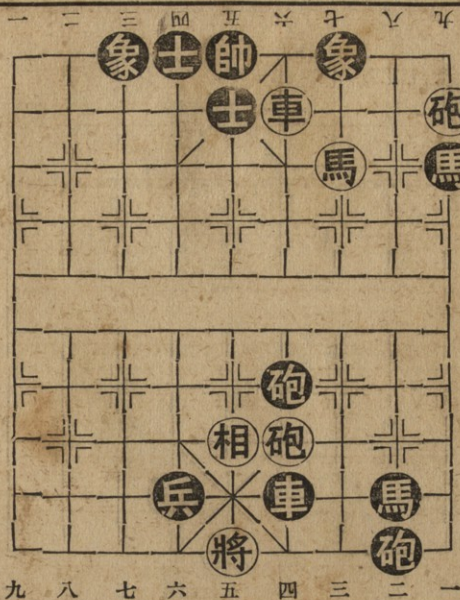 一 二 三 四 五 六 七 八 九
象 士 帥 象
士 車 砲
馬 馬
砲
相 砲
兵 車 馬
將 砲
九 八 七 六 五 四 三 二 一